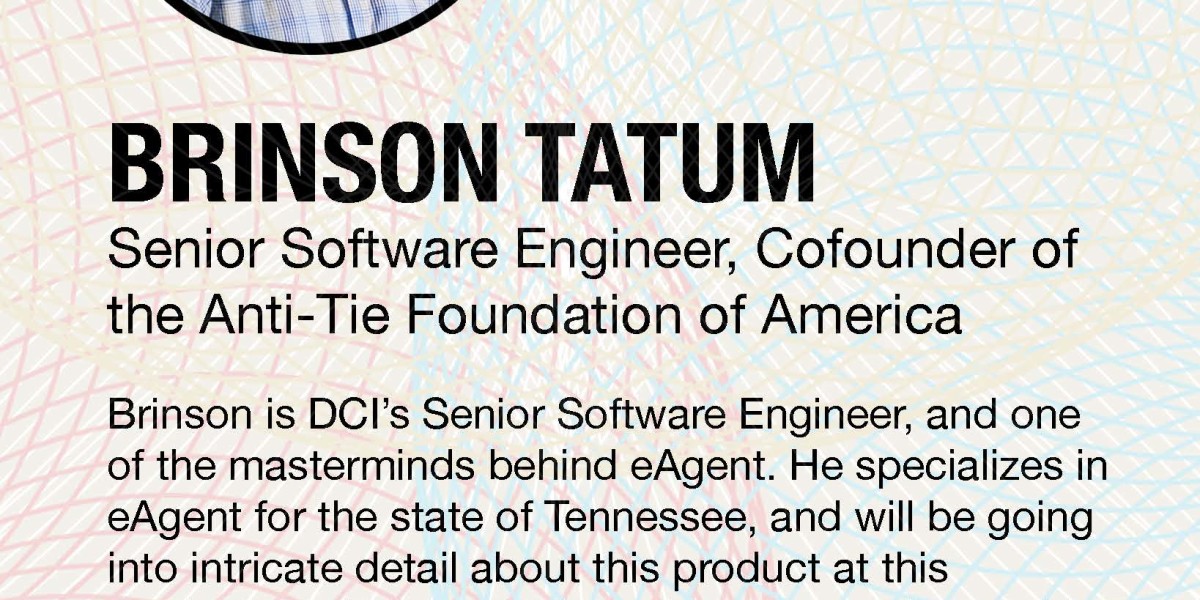 BRINSON TATUM
Senior Software Engineer, Cofounder of
the Anti-Tie Foundation of America
Brinson is DCI’s Senior Software Engineer, and one
of the masterminds behind eAgent. He specializes in
eAgent for the state of Tennessee, and will be going
into intricate detail about this product at this